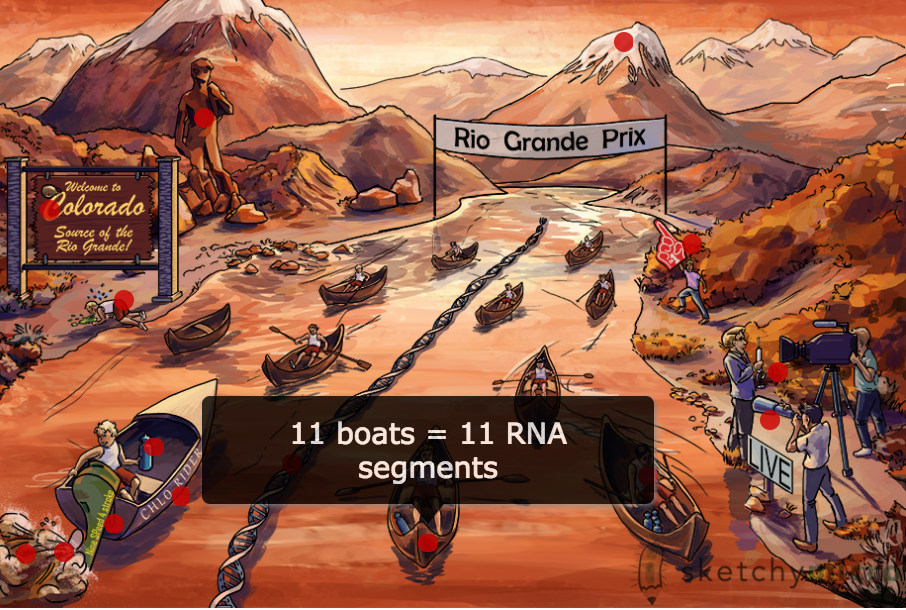 Rio Grande Prix
Welcome to
Colorado
Source of the
Rio Grande!
11 boats = 11 RNA
segments
LIVE
CHLO RIDER
sketchy